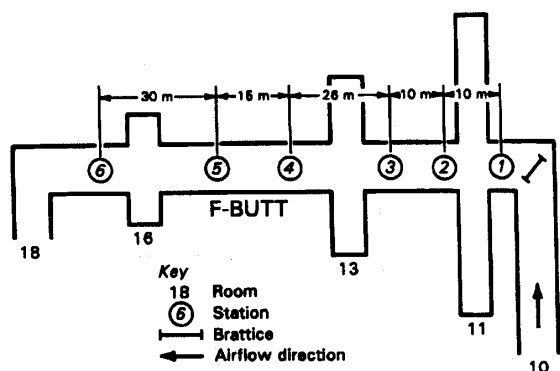 30 m 15 m 26 m 10 m 10 m
6 5 4 3 2 1
F-BUTT
18 16 13 11 10
Key
18 Room
6 Station
Brattice
Airflow direction